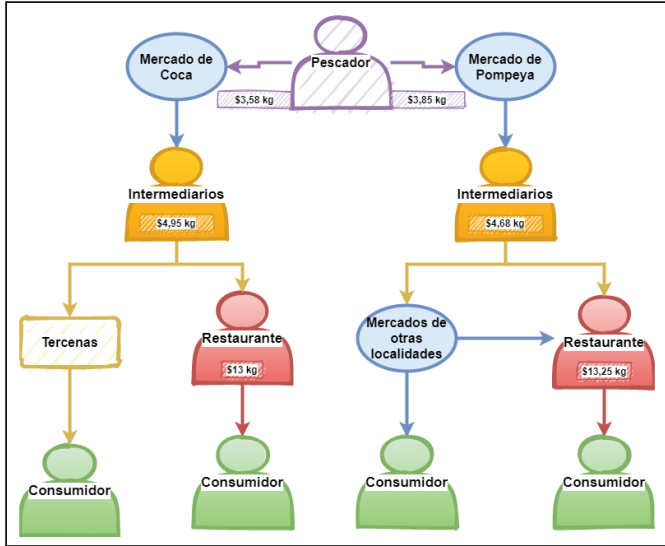 Mercado de
Coca
Pescador
Mercado de
Pompeya
$3,58 kg
$3,85 kg
Intermediarios
$4,95 kg
Intermediarios
$4,68 kg
Tercenas
Restaurante
$13 kg
Mercados de
otras
localidades
Restaurante
$13,25 kg
Consumidor
Consumidor
Consumidor
Consumidor